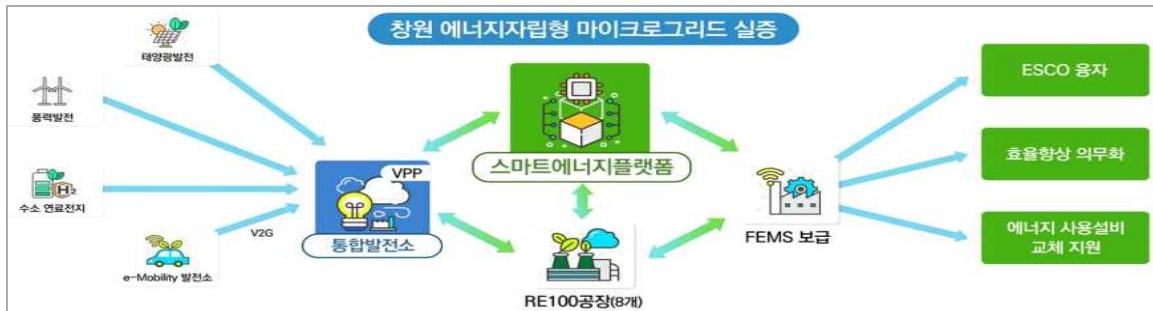 창원 에너지자립형 마이크로그리드 실증
태양광발전
풍력발전
H2
수소 연료전지
V2G
e-Mobility 발전소
VPP
통합발전소
스마트에너지플랫폼
RE100공장(8개)
FEMS 보급
ESCO 융자
효율향상 의무화
에너지 사용설비
교체 지원